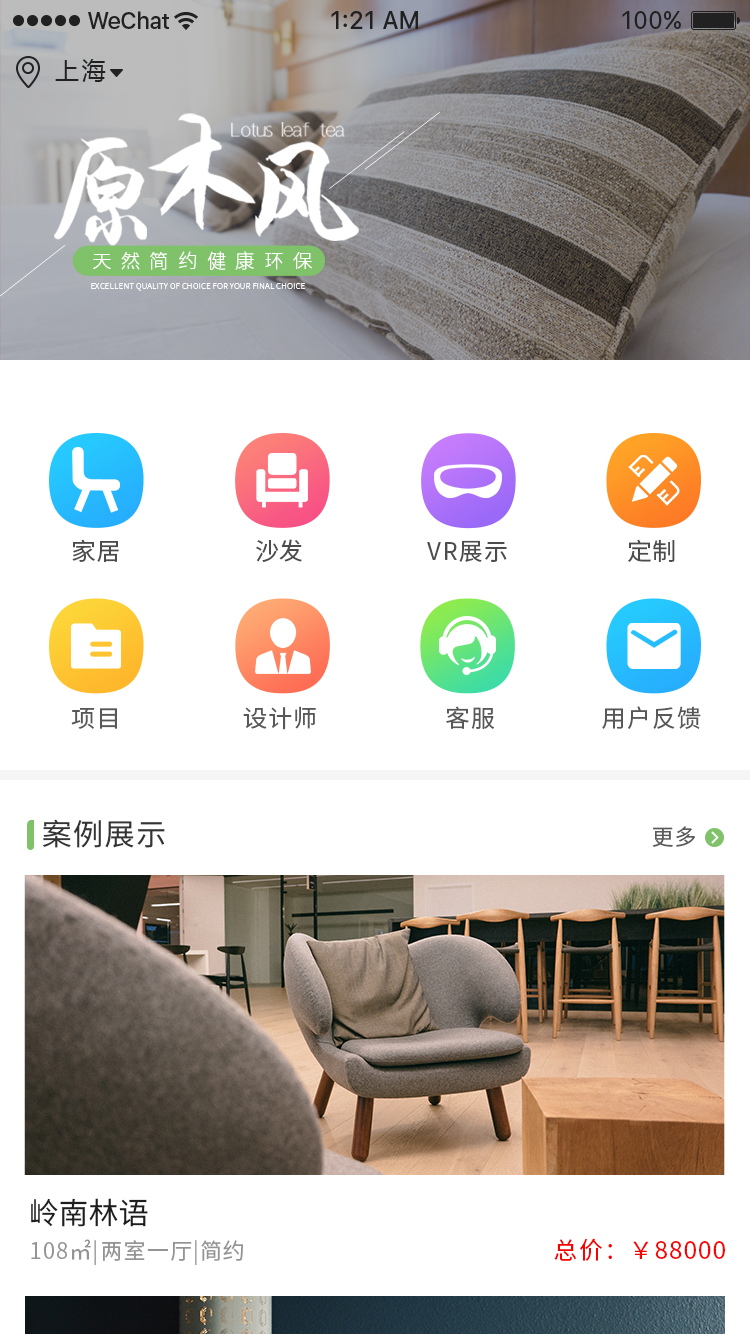 WeChat 1:21 AM 100%
上海
Lotus leaf tea
原木风
天然简约健康环保
EXCELLENT QUALITY OF CHOICE FOR YOUR FINAL CHOICE
家居 沙发 VR展示 定制
项目 设计师 客服 用户反馈
案例展示 更多
岭南林语
108㎡|两室一厅|简约 总价：￥88000